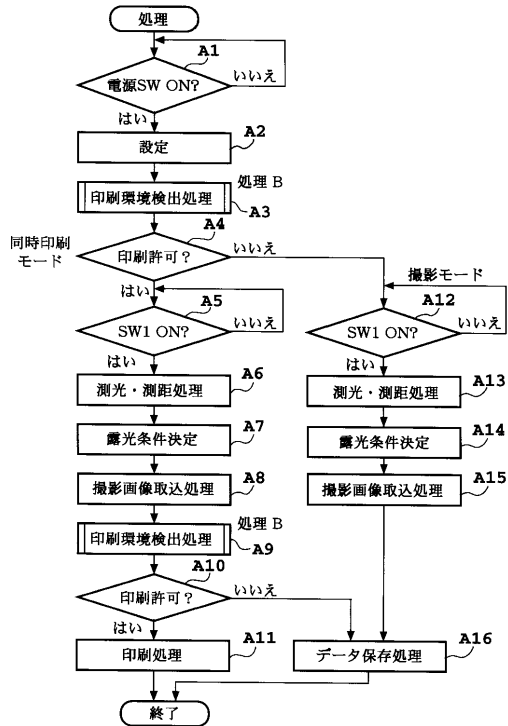 処理
A1
電源SW ON?
いいえ
はい
A2
設定
処理 B
印刷環境検出処理
A3
同時印刷
モード
A4
印刷許可?
いいえ
はい
撮影モード
A5
SW1 ON?
いいえ
はい
A12
SW1 ON?
いいえ
はい
A6
測光・測距処理
A13
測光・測距処理
A7
露光条件決定
A14
露光条件決定
A8
撮影画像取込処理
A15
撮影画像取込処理
処理 B
印刷環境検出処理
A9
A10
印刷許可?
いいえ
はい
A11
印刷処理
A16
データ保存処理
終了